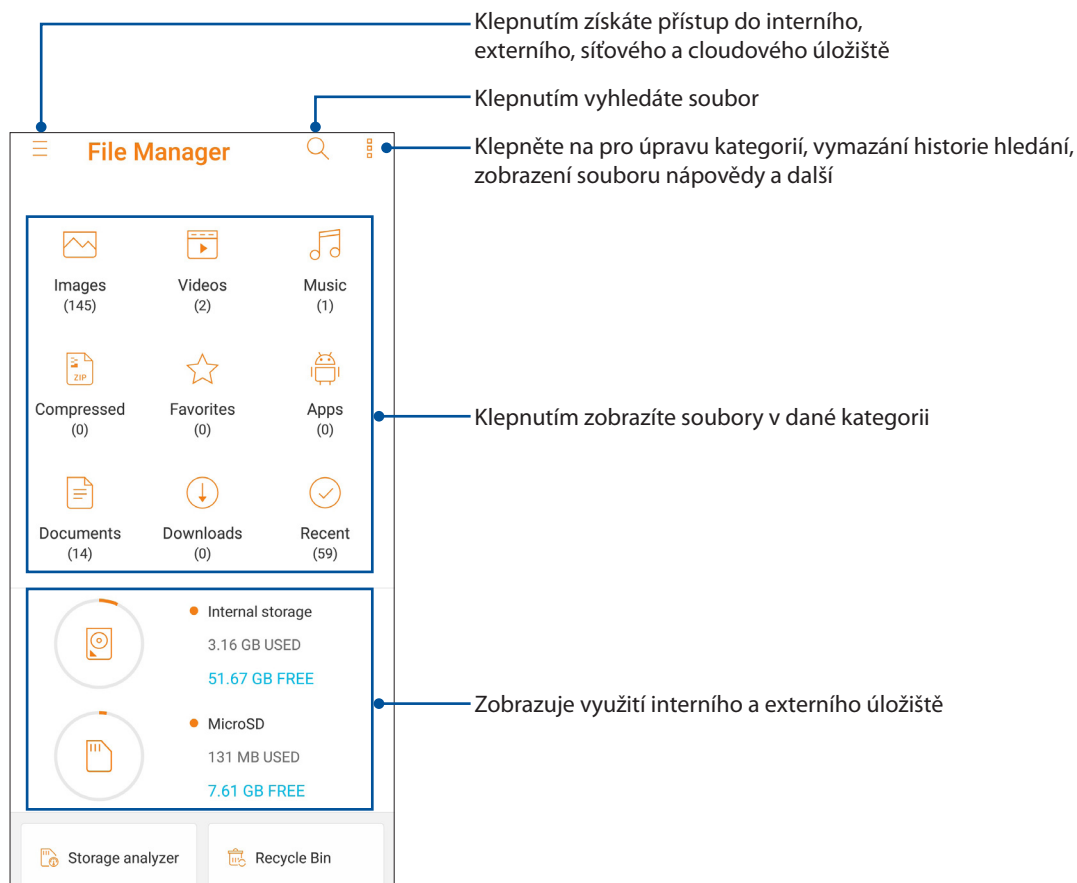 Klepnutím získáte přístup do interního,
externího, síťového a cloudového úložiště
Klepnutím vyhledáte soubor
Klepněte na pro úpravu kategorií, vymazání historie hledání,
zobrazení souboru nápovědy a další
File Manager
Images
(145)
Videos
(2)
Music
(1)
ZIP
Compressed
(0)
Favorites
(0)
Apps
(0)
Klepnutím zobrazíte soubory v dané kategorii
Documents
(14)
Downloads
(0)
Recent
(59)
Internal storage
3.16 GB USED
51.67 GB FREE
Zobrazuje využití interního a externího úložiště
MicroSD
131 MB USED
7.61 GB FREE
Storage analyzer
Recycle Bin